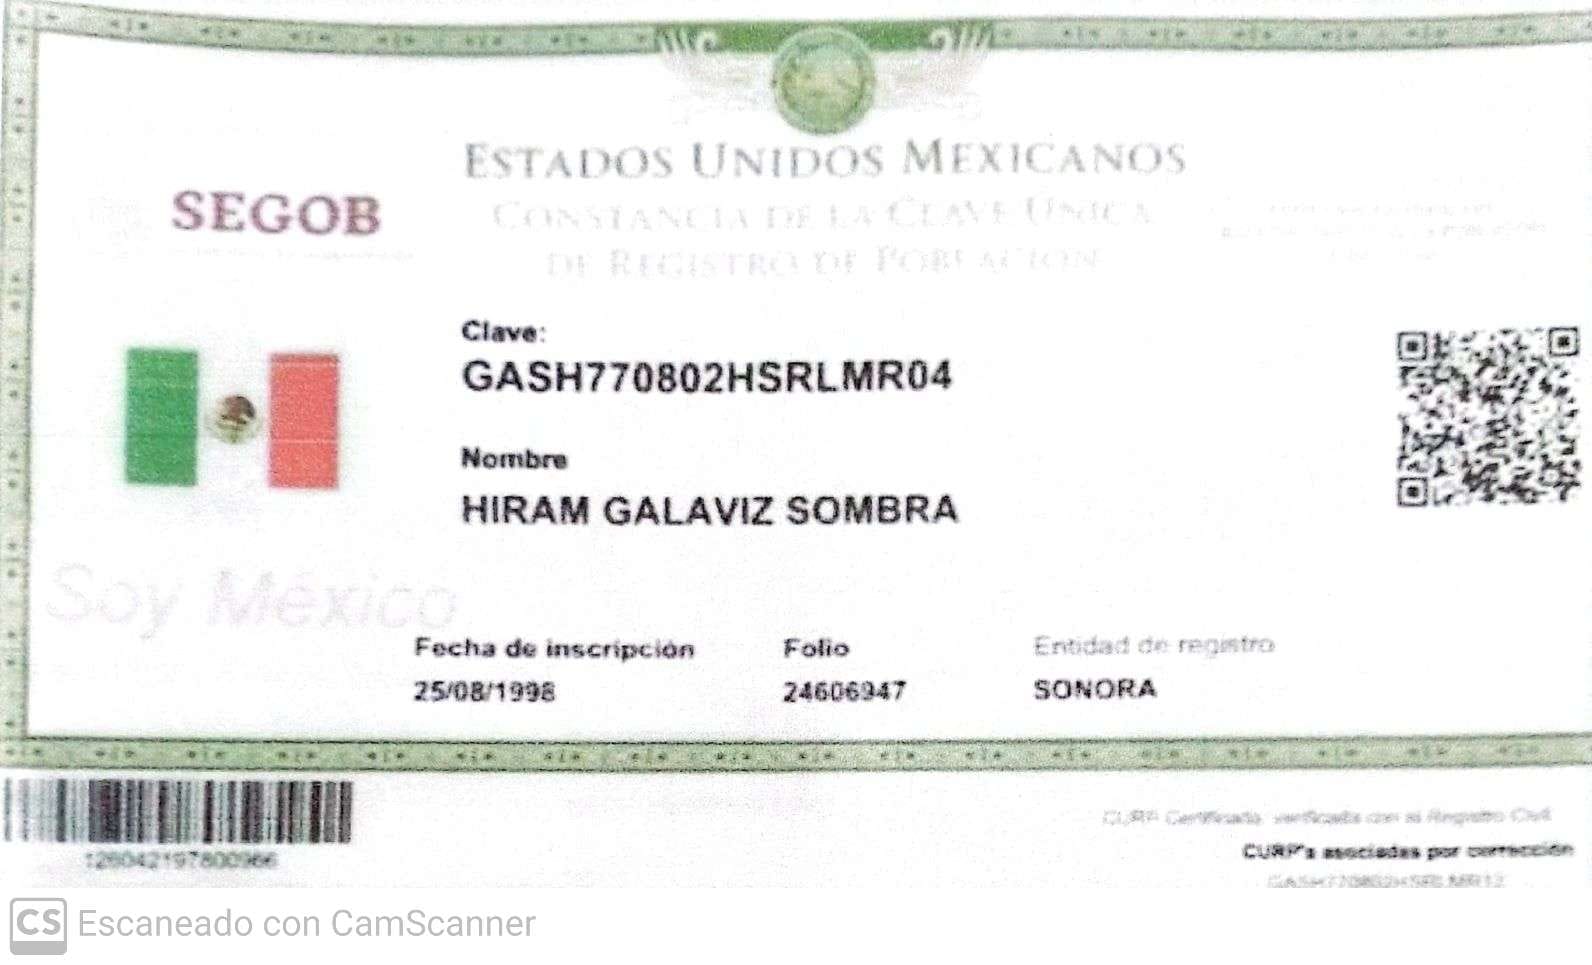 ESTADOS UNIDOS MEXICANOS
SEGOB
CONSTANCIA DE LA CLAVE ÚNICA
DE REGISTRO DE POBLACIÓN
Clave:
GASH770802HSRLMR04
Nombre
HIRAM GALAVIZ SOMBRA
Soy México
Fecha de inscripción
25/08/1998
Folio
24606947
Entidad de registro
SONORA
CURP Certificada: verificada con el Registro Civil
CURP's asociadas por corrección
GASH770802HSRLMR12
CS Escaneado con CamScanner